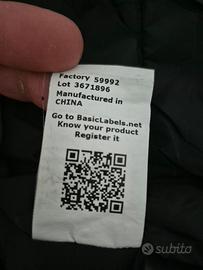 Factory 59992
Lot 3671896
Manufactured in
CHINA
Go to BasicLabels.net
Know your product
Register it
subito